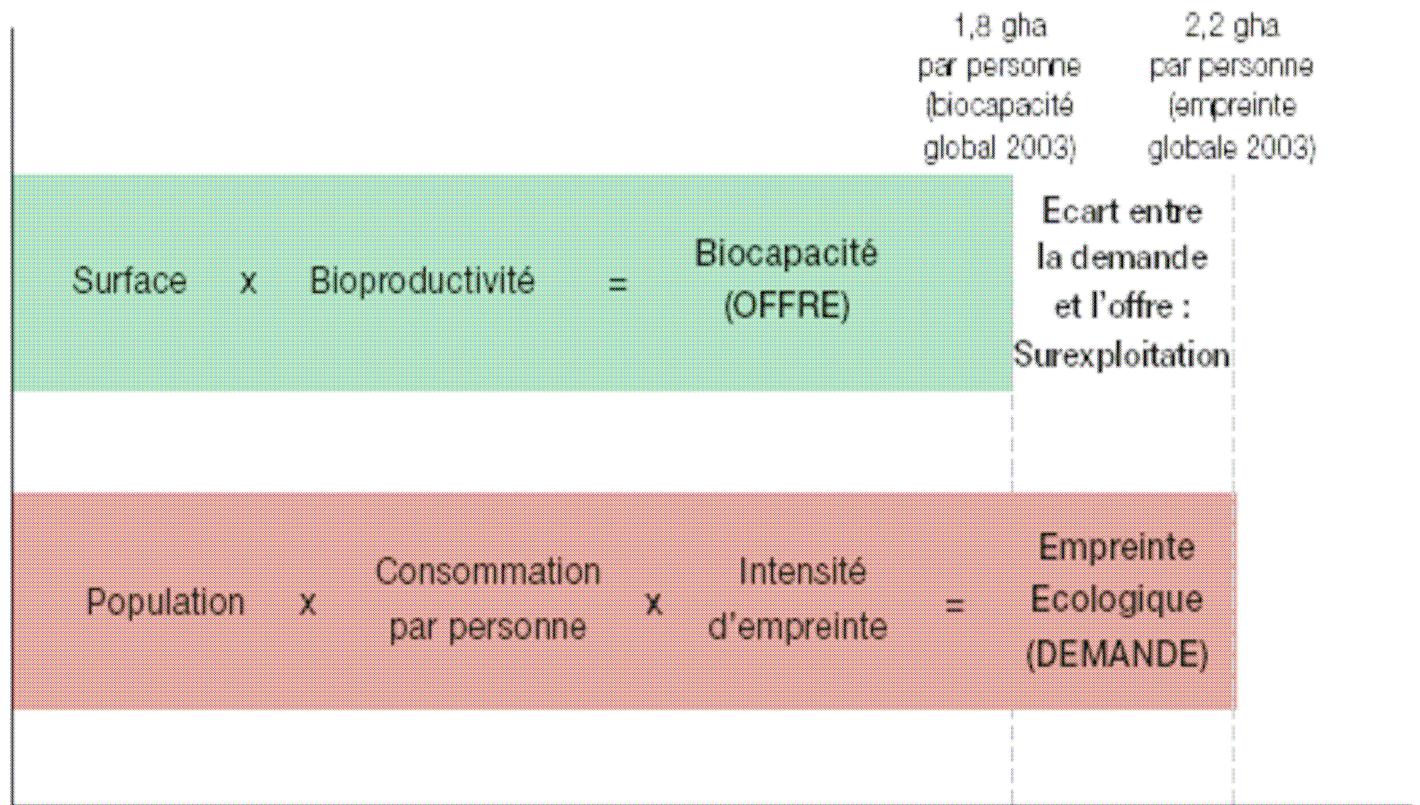 1,8 gha
par personne
(biocapacité
global 2003)
2,2 gha
par personne
(empreinte
globale 2003)
Surface x Bioproductivité =
Biocapacité
(OFFRE)
Ecart entre
la demande
et l'offre :
Surexploitation
Population x
Consommation
par personne
x
Intensité
d'empreinte
=
Empreinte
Ecologique
(DEMANDE)